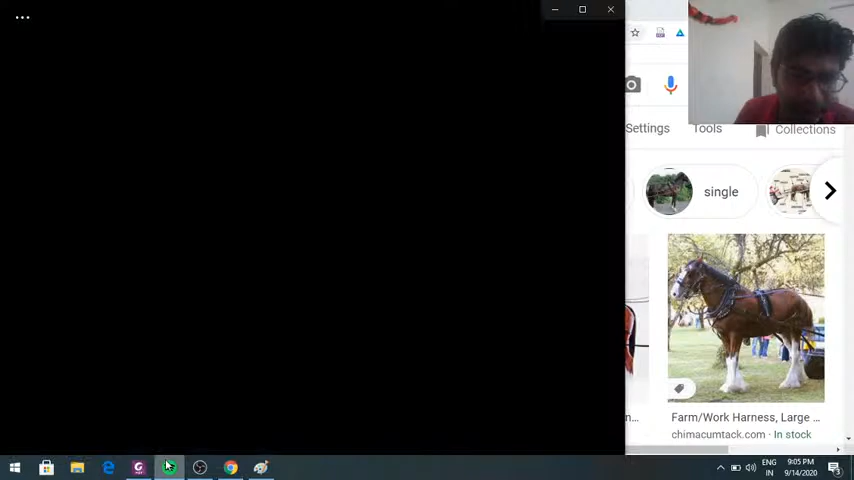 ...
Settings
Tools
Collections
single
n...
Farm/Work Harness, Large ...
chimacumtack.com · In stock
ENG
IN
9:05 PM
9/14/2020